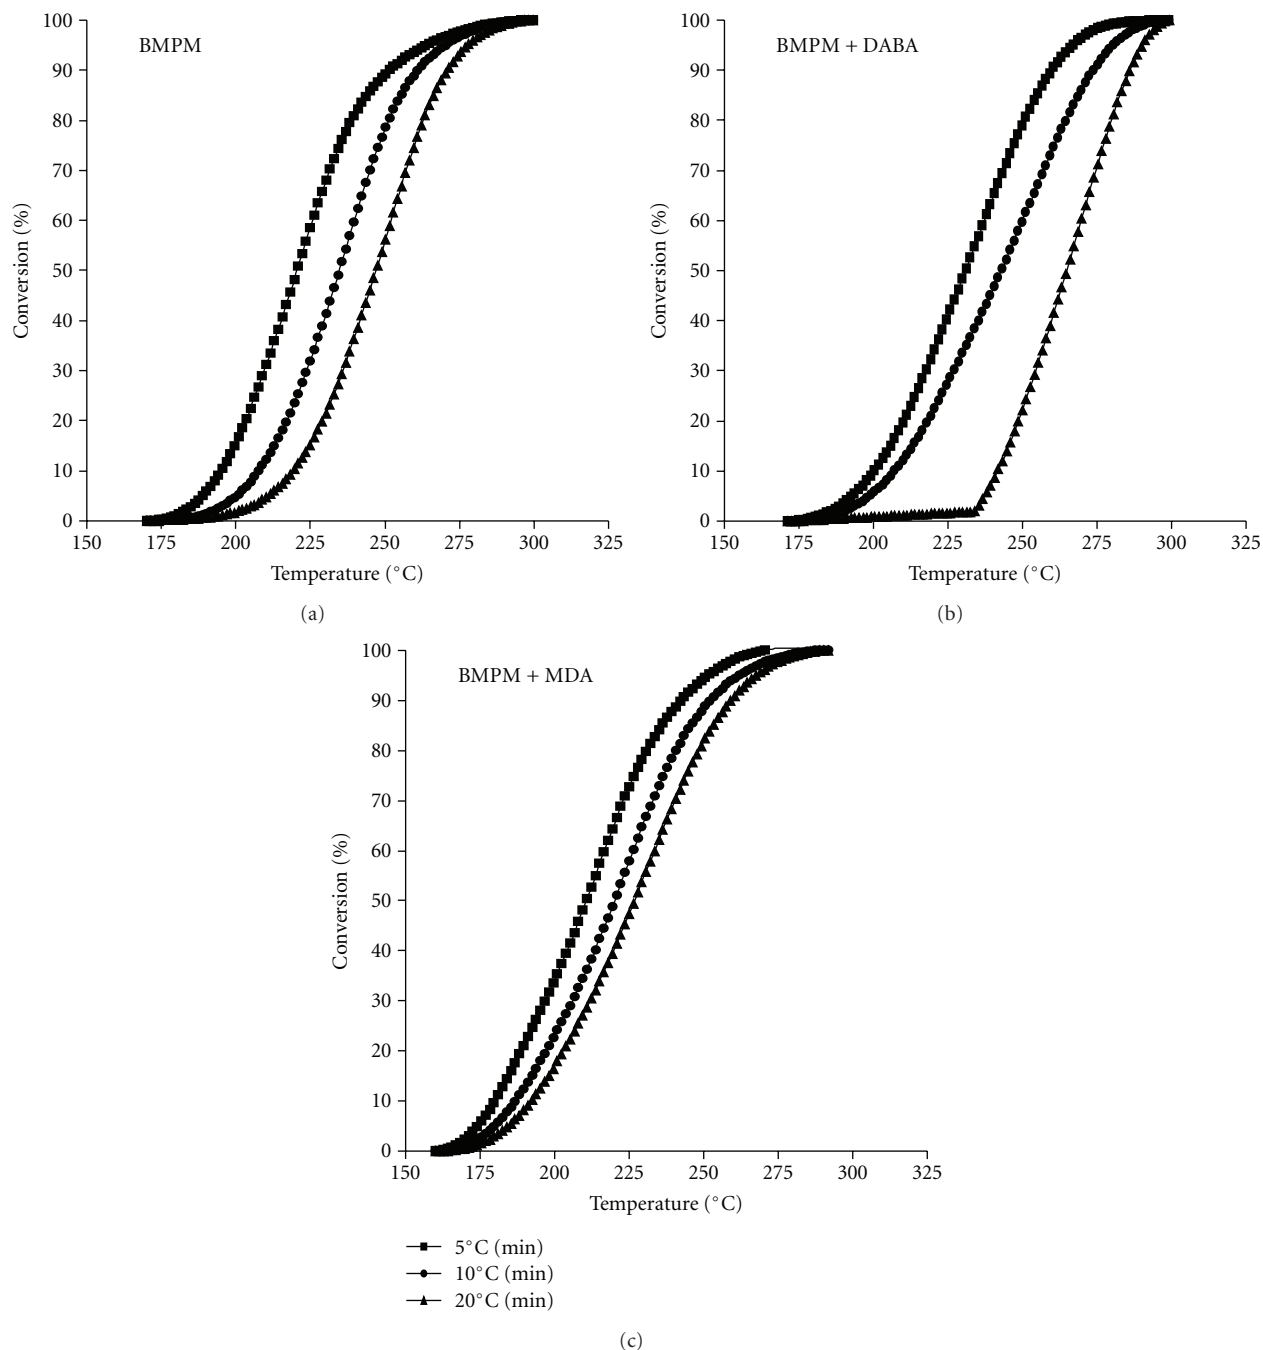 BMPM
100
90
80
70
60
50
40
30
20
10
0
Conversion (%)
150 175 200 225 250 275 300 325
Temperature (°C)
(a)
BMPM + DABA
100
90
80
70
60
50
40
30
20
10
0
Conversion (%)
150 175 200 225 250 275 300 325
Temperature (°C)
(b)
BMPM + MDA
100
90
80
70
60
50
40
30
20
10
0
Conversion (%)
150 175 200 225 250 275 300 325
Temperature (°C)
5°C (min)
10°C (min)
20°C (min)
(c)